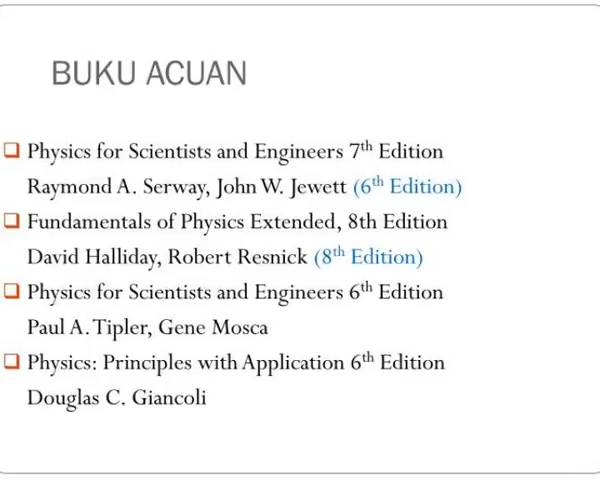 BUKU ACUAN
Physics for Scientists and Engineers 7th Edition
Raymond A. Serway, John W. Jewett (6th Edition)
Fundamentals of Physics Extended, 8th Edition
David Halliday, Robert Resnick (8th Edition)
Physics for Scientists and Engineers 6th Edition
Paul A. Tipler, Gene Mosca
Physics: Principles with Application 6th Edition
Douglas C. Giancoli